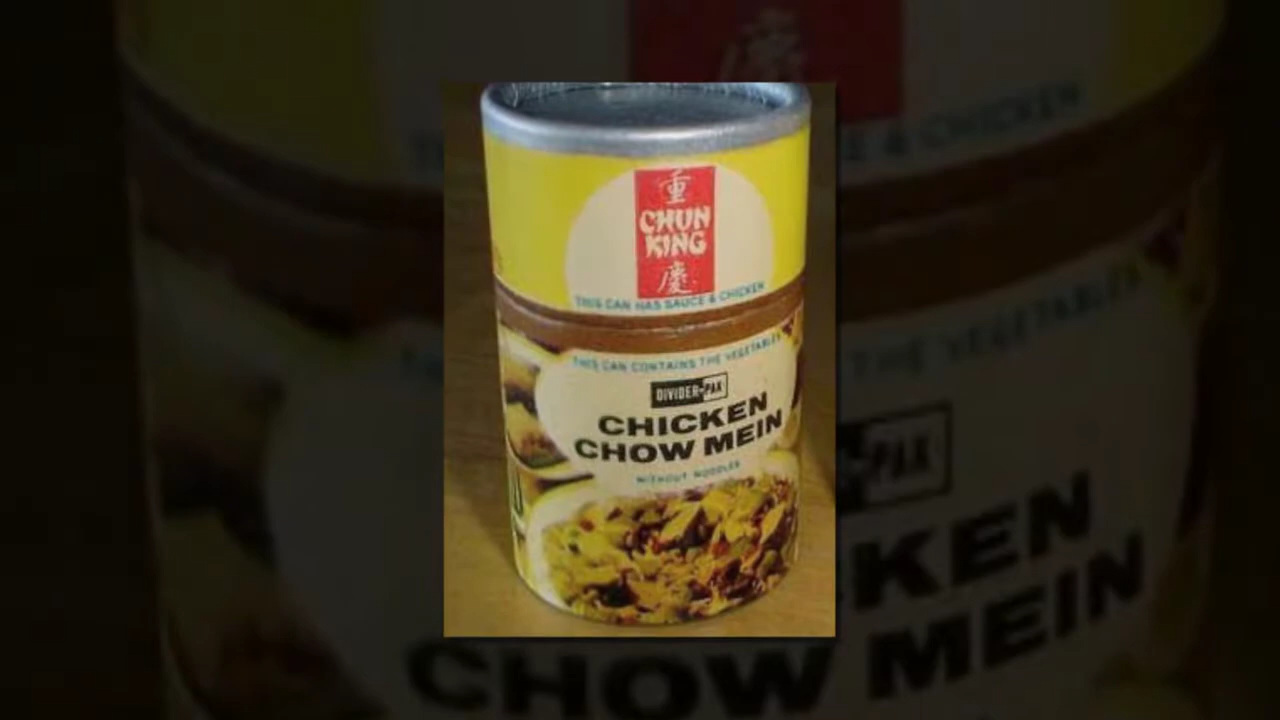 重
CHUN
KING
慶
THIS CAN HAS SAUCE & CHICKEN
THIS CAN CONTAINS THE VEGETABLES
DIVIDER-PAK
CHICKEN
CHOW MEIN
WITHOUT NOODLES